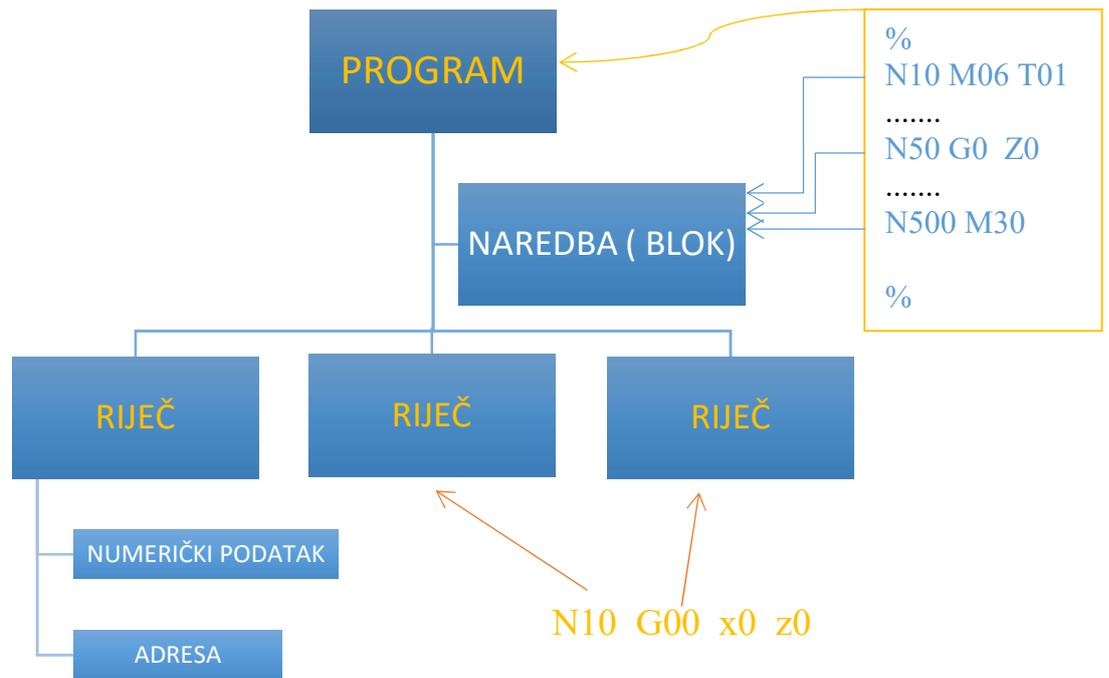 PROGRAM
%
N10 M06 T01
.......
N50 G0  Z0
.......
N500 M30
%
NAREDBA ( BLOK)
RIJEČ
RIJEČ
RIJEČ
NUMERIČKI PODATAK
ADRESA
N10  G00  x0  z0